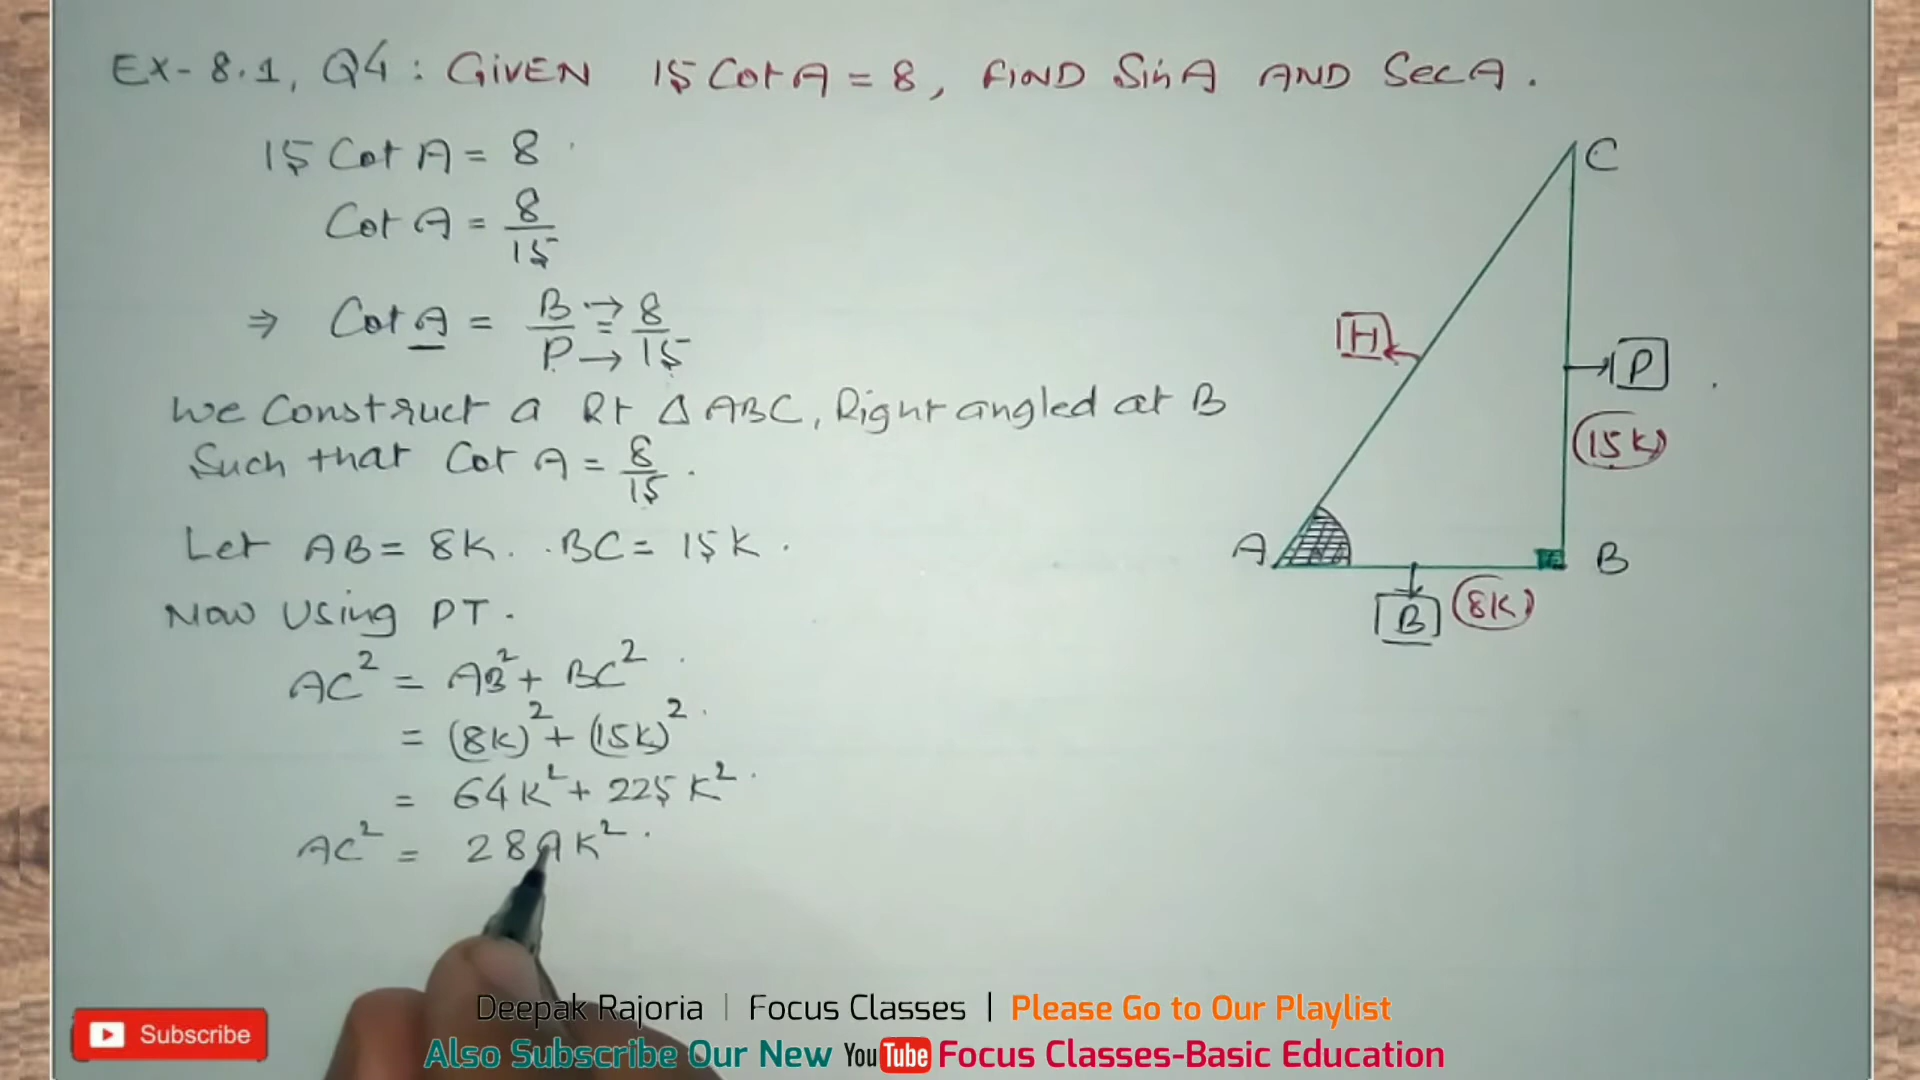 EX-8.1, Q4: GIVEN 15 Cot A = 8, FIND Sin A AND Sec A.
15 Cot A = 8
Cot A = 8/15
⇒ Cot A = B/P → = → 8/15
We Construct a Rt △ ABC, Right angled at B
Such that Cot A = 8/15.
Let AB = 8K. BC = 15K.
Now Using PT.
AC² = AB² + BC²
= (8K)² + (15K)²
= 64K² + 225K²
AC² = 289K²
C
H
P
15K
A
B
B
8K
Subscribe
Deepak Rajoria | Focus Classes | Please Go to Our Playlist
Also Subscribe Our New YouTube Focus Classes-Basic Education